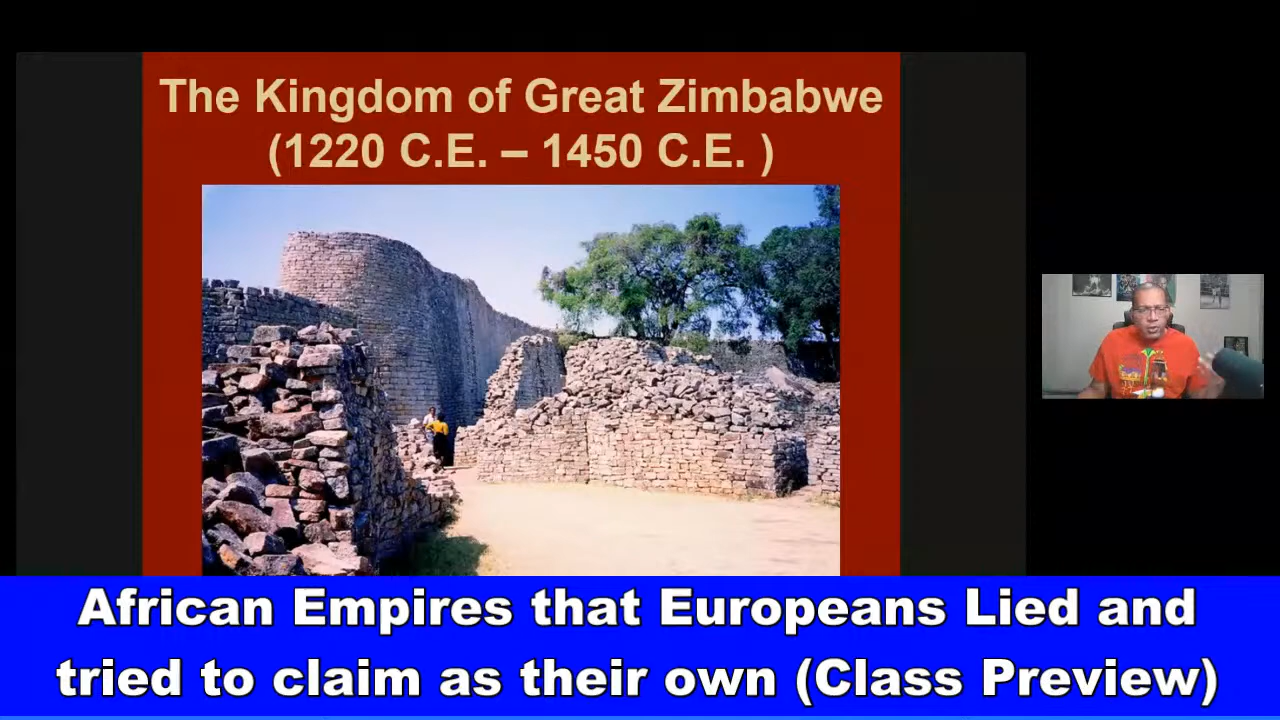 The Kingdom of Great Zimbabwe
(1220 C.E. – 1450 C.E. )
African Empires that Europeans Lied and
tried to claim as their own (Class Preview)